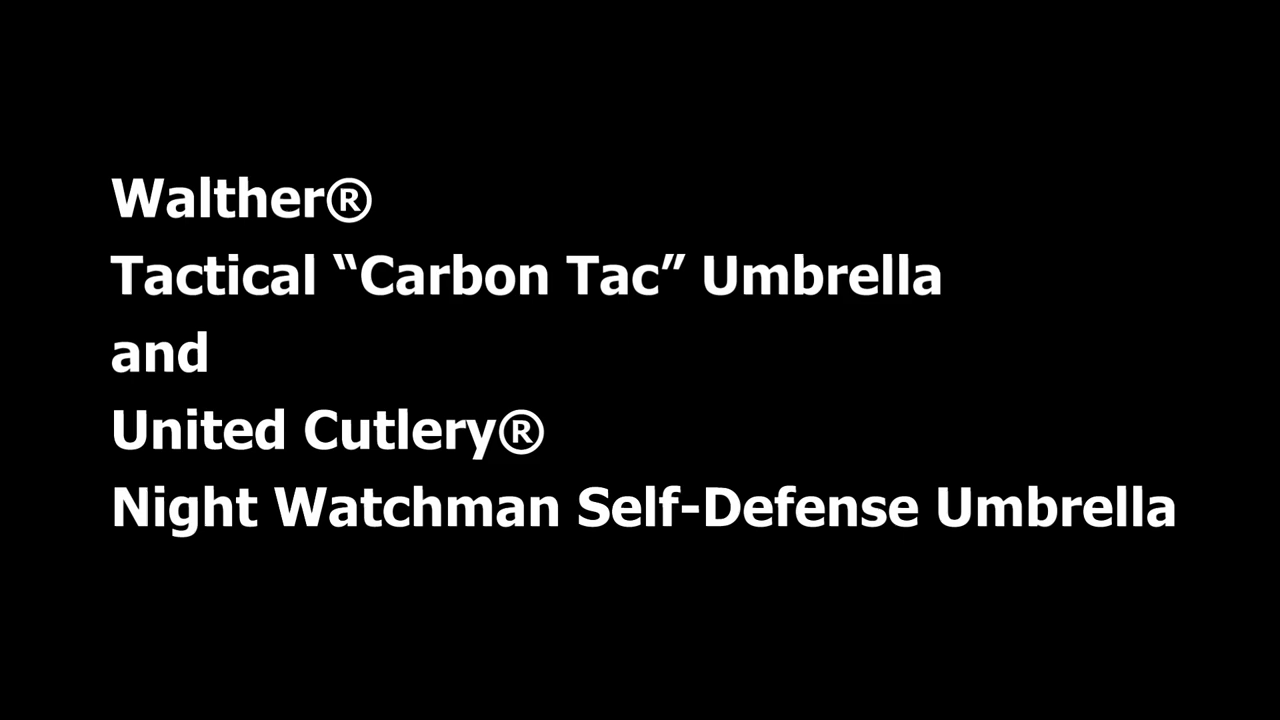 Walther®
Tactical “Carbon Tac” Umbrella
and
United Cutlery®
Night Watchman Self-Defense Umbrella